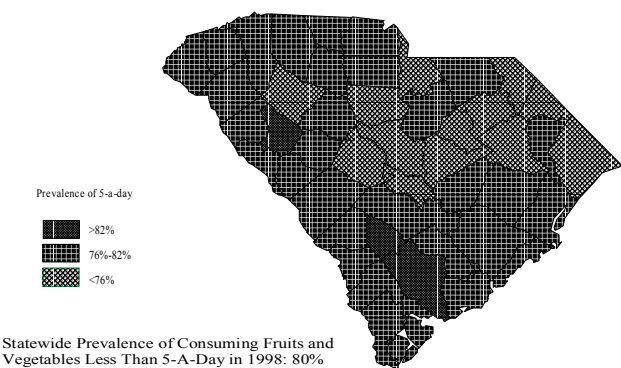 Prevalence of 5-a-day
>82%
76%-82%
<76%
Statewide Prevalence of Consuming Fruits and
Vegetables Less Than 5-A-Day in 1998: 80%